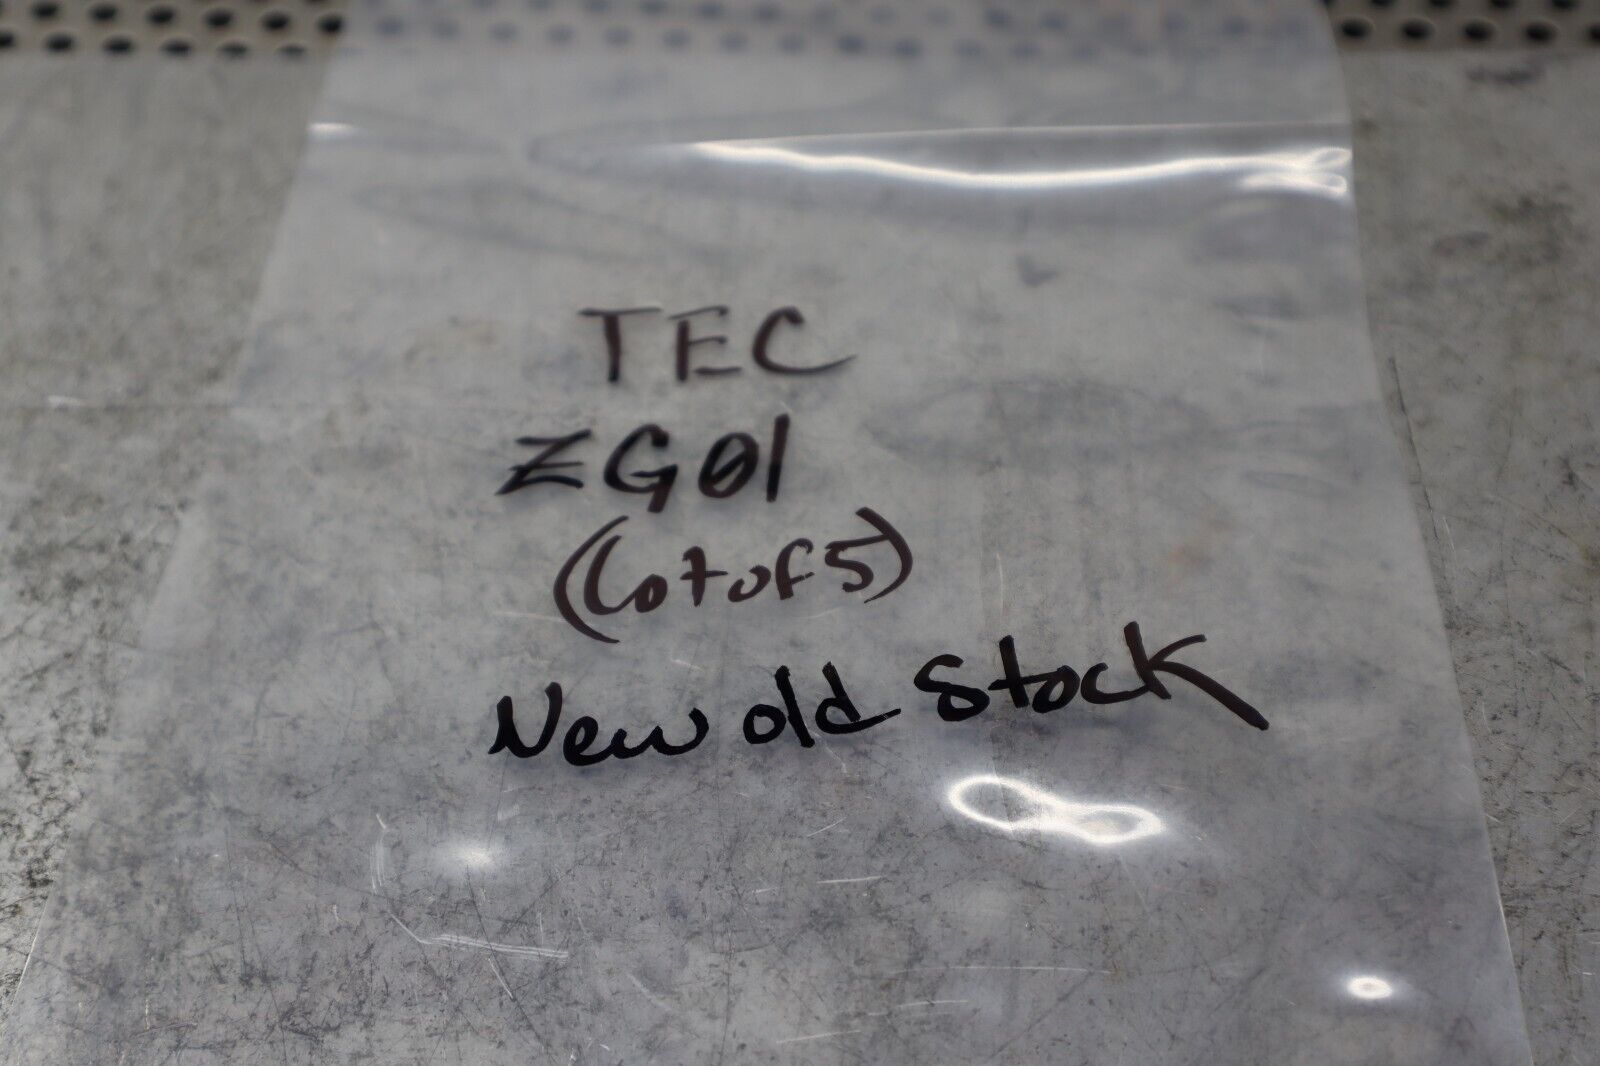 TEC
ZG01
(Lot of 5)
New old Stock